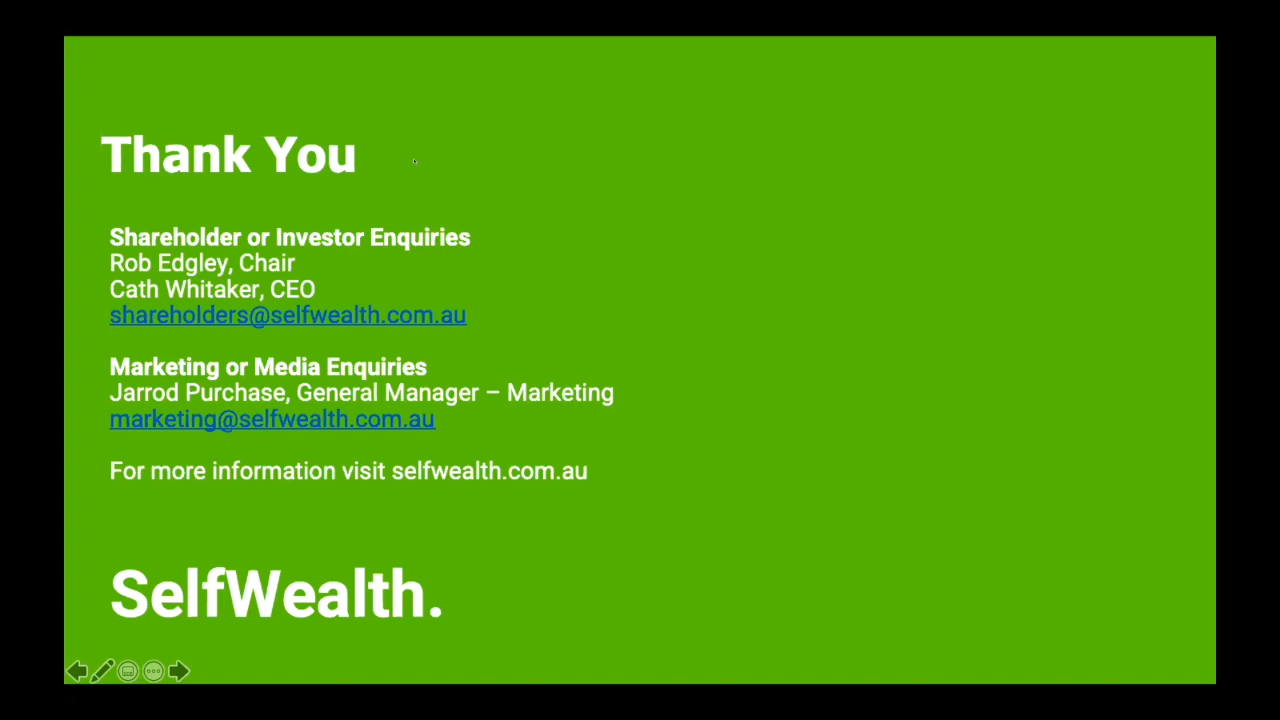 Thank You
Shareholder or Investor Enquiries
Rob Edgley, Chair
Cath Whitaker, CEO
shareholders@selfwealth.com.au
Marketing or Media Enquiries
Jarrod Purchase, General Manager – Marketing
marketing@selfwealth.com.au
For more information visit selfwealth.com.au
SelfWealth.